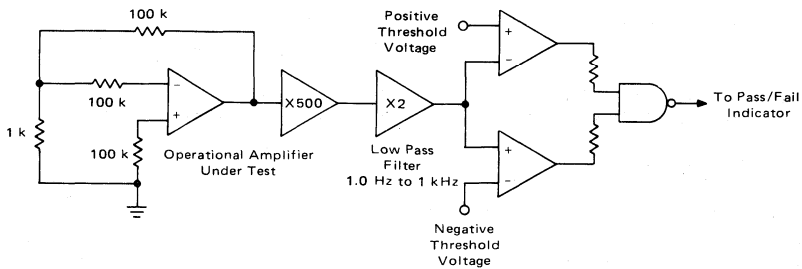 100 k
100 k
1 k
100 k
-
+
Operational Amplifier
Under Test
X500
X2
Low Pass
Filter
1.0 Hz to 1 kHz
Positive
Threshold
Voltage
+
-
+
-
Negative
Threshold
Voltage
To Pass/Fail
Indicator